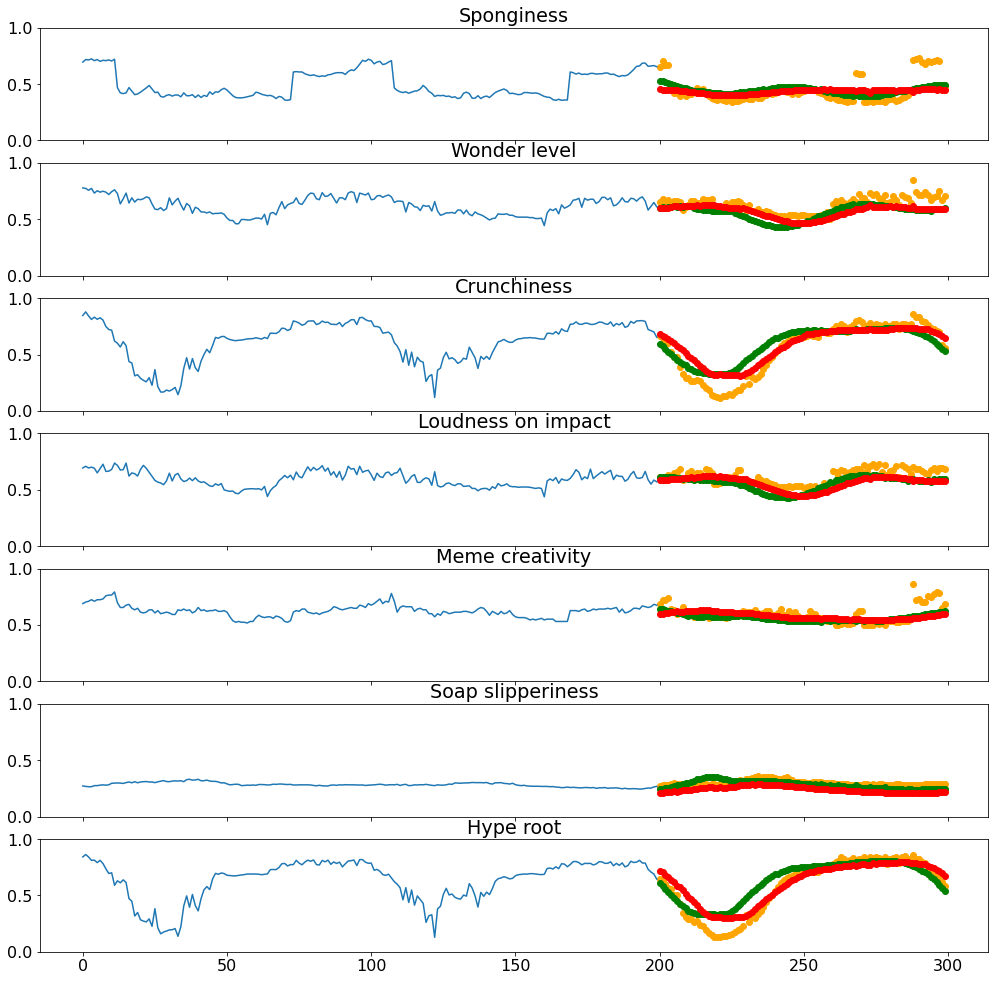 Sponginess
1.0
0.5
0.0
Wonder level
1.0
0.5
0.0
Crunchiness
1.0
0.5
0.0
Loudness on impact
1.0
0.5
0.0
Meme creativity
1.0
0.5
0.0
Soap slipperiness
1.0
0.5
0.0
Hype root
1.0
0.5
0.0
0 50 100 150 200 250 300